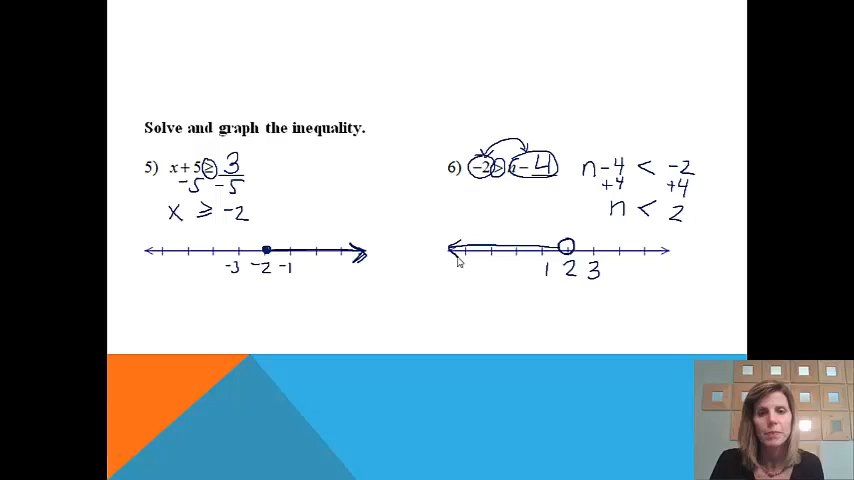 Solve and graph the inequality.
5) x + 5 ≥ 3
-5 -5
x ≥ -2
-3 -2 -1
6) -2 > n - 4
n - 4 < -2
+4 +4
n < 2
1 2 3